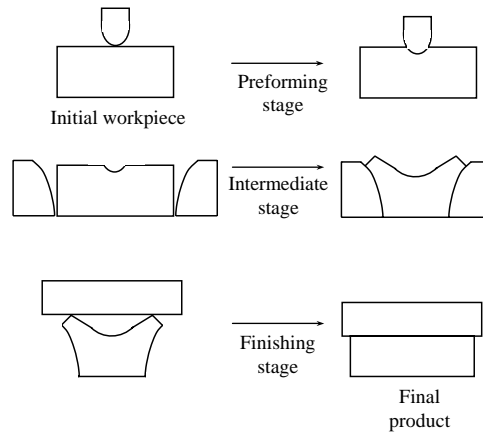 Initial workpiece
Preforming
stage
Intermediate
stage
Finishing
stage
Final
product